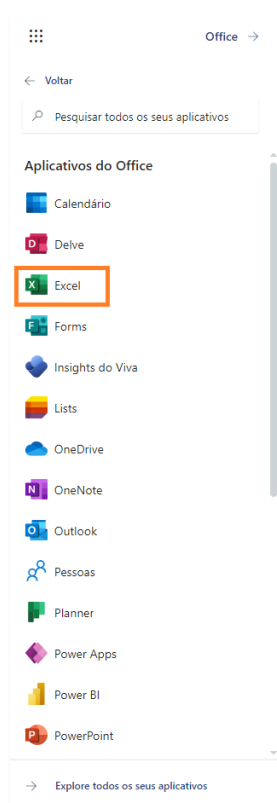 Office →
← Voltar
Pesquisar todos os seus aplicativos
Aplicativos do Office
Calendário
Delve
Excel
Forms
Insights do Viva
Lists
OneDrive
OneNote
Outlook
Pessoas
Planner
Power Apps
Power BI
PowerPoint
→ Explore todos os seus aplicativos